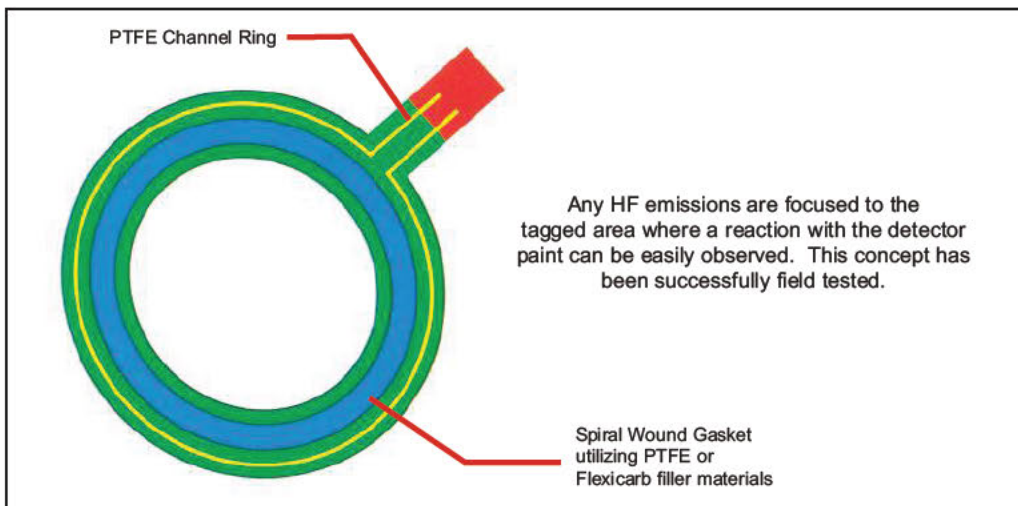 PTFE Channel Ring
Any HF emissions are focused to the
tagged area where a reaction with the detector
paint can be easily observed. This concept has
been successfully field tested.
Spiral Wound Gasket
utilizing PTFE or
Flexicarb filler materials